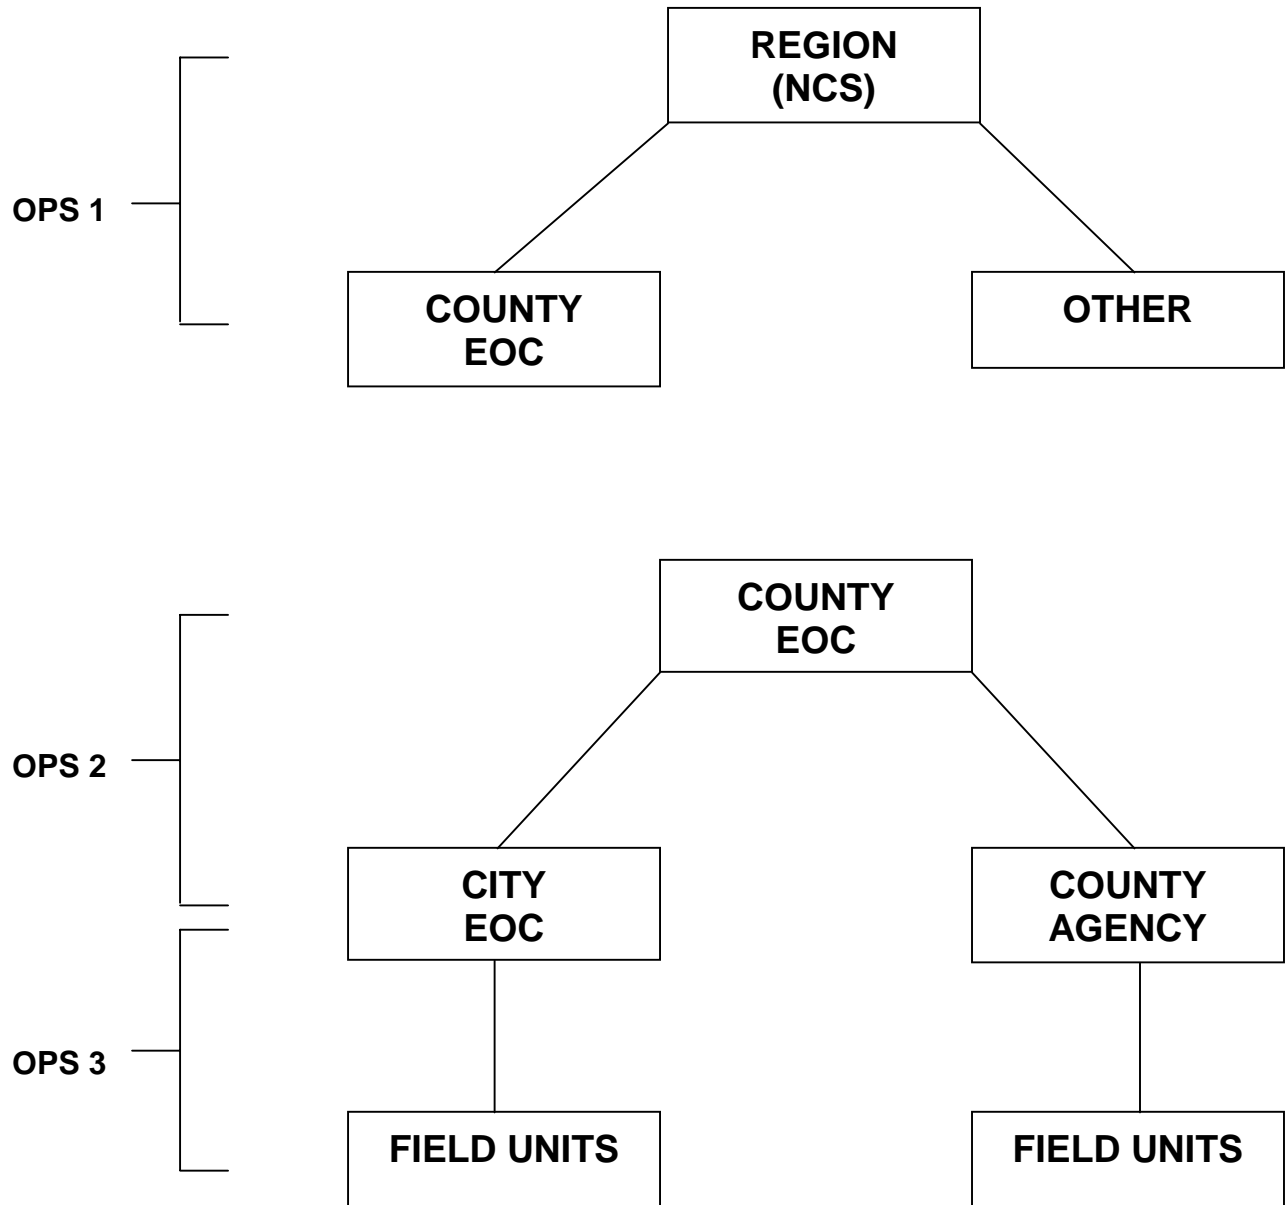 REGION
(NCS)
OPS 1
COUNTY
EOC
OTHER
COUNTY
EOC
OPS 2
CITY
EOC
COUNTY
AGENCY
OPS 3
FIELD UNITS
FIELD UNITS